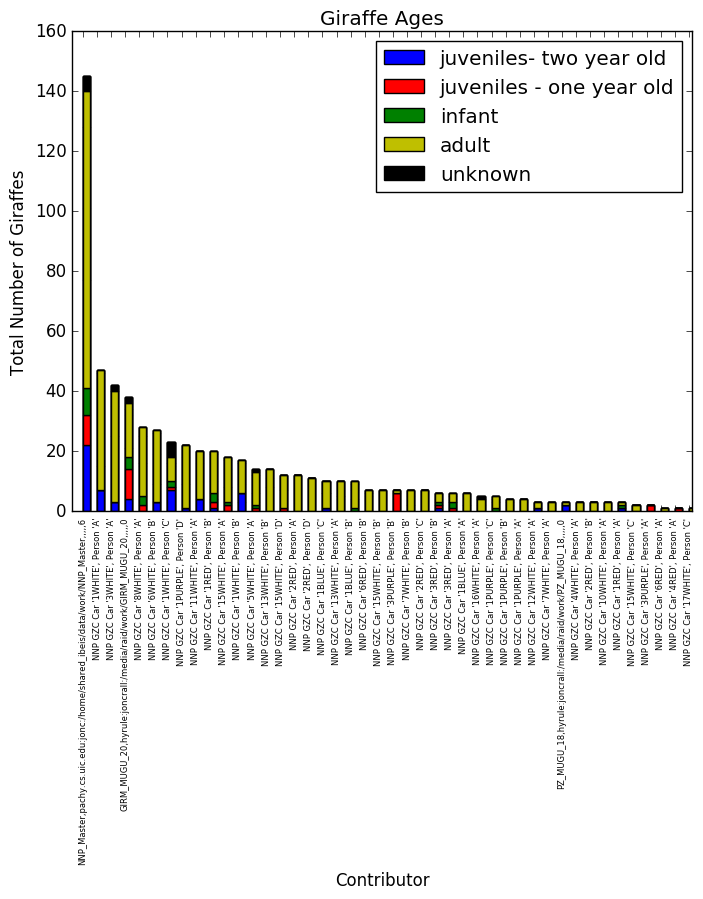 Giraffe Ages
160
140
120
100
80
60
40
20
0
Total Number of Giraffes
juveniles- two year old
juveniles - one year old
infant
adult
unknown
NNP_Master,pachy.cs.uic.edu:jonc:/home/shared_ibeis/data/work/NNP_Master,,,,,6
NNP GZC Car '1WHITE', Person 'A'
NNP GZC Car '3WHITE', Person 'A'
GIRM_MUGU_20,hyrule:joncrall:/media/raid/work/GIRM_MUGU_20,,,,,0
NNP GZC Car '8WHITE', Person 'A'
NNP GZC Car '6WHITE', Person 'B'
NNP GZC Car '1WHITE', Person 'C'
NNP GZC Car '1PURPLE', Person 'D'
NNP GZC Car '11WHITE', Person 'A'
NNP GZC Car '1RED', Person 'B'
NNP GZC Car '15WHITE', Person 'A'
NNP GZC Car '1WHITE', Person 'B'
NNP GZC Car '5WHITE', Person 'A'
NNP GZC Car '13WHITE', Person 'B'
NNP GZC Car '15WHITE', Person 'D'
NNP GZC Car '2RED', Person 'A'
NNP GZC Car '2RED', Person 'D'
NNP GZC Car '1BLUE', Person 'C'
NNP GZC Car '13WHITE', Person 'A'
NNP GZC Car '1BLUE', Person 'B'
NNP GZC Car '6RED', Person 'B'
NNP GZC Car '15WHITE', Person 'B'
NNP GZC Car '3PURPLE', Person 'B'
NNP GZC Car '7WHITE', Person 'B'
NNP GZC Car '2RED', Person 'C'
NNP GZC Car '3RED', Person 'B'
NNP GZC Car '3RED', Person 'A'
NNP GZC Car '1BLUE', Person 'A'
NNP GZC Car '16WHITE', Person 'A'
NNP GZC Car '1PURPLE', Person 'C'
NNP GZC Car '1PURPLE', Person 'B'
NNP GZC Car '1PURPLE', Person 'A'
NNP GZC Car '12WHITE', Person 'A'
NNP GZC Car '7WHITE', Person 'A'
PZ_MUGU_18,hyrule:joncrall:/media/raid/work/PZ_MUGU_18,,,,,0
NNP GZC Car '4WHITE', Person 'A'
NNP GZC Car '2RED', Person 'B'
NNP GZC Car '10WHITE', Person 'A'
NNP GZC Car '1RED', Person 'A'
NNP GZC Car '15WHITE', Person 'C'
NNP GZC Car '3PURPLE', Person 'A'
NNP GZC Car '6RED', Person 'A'
NNP GZC Car '4RED', Person 'A'
NNP GZC Car '17WHITE', Person 'C'
Contributor